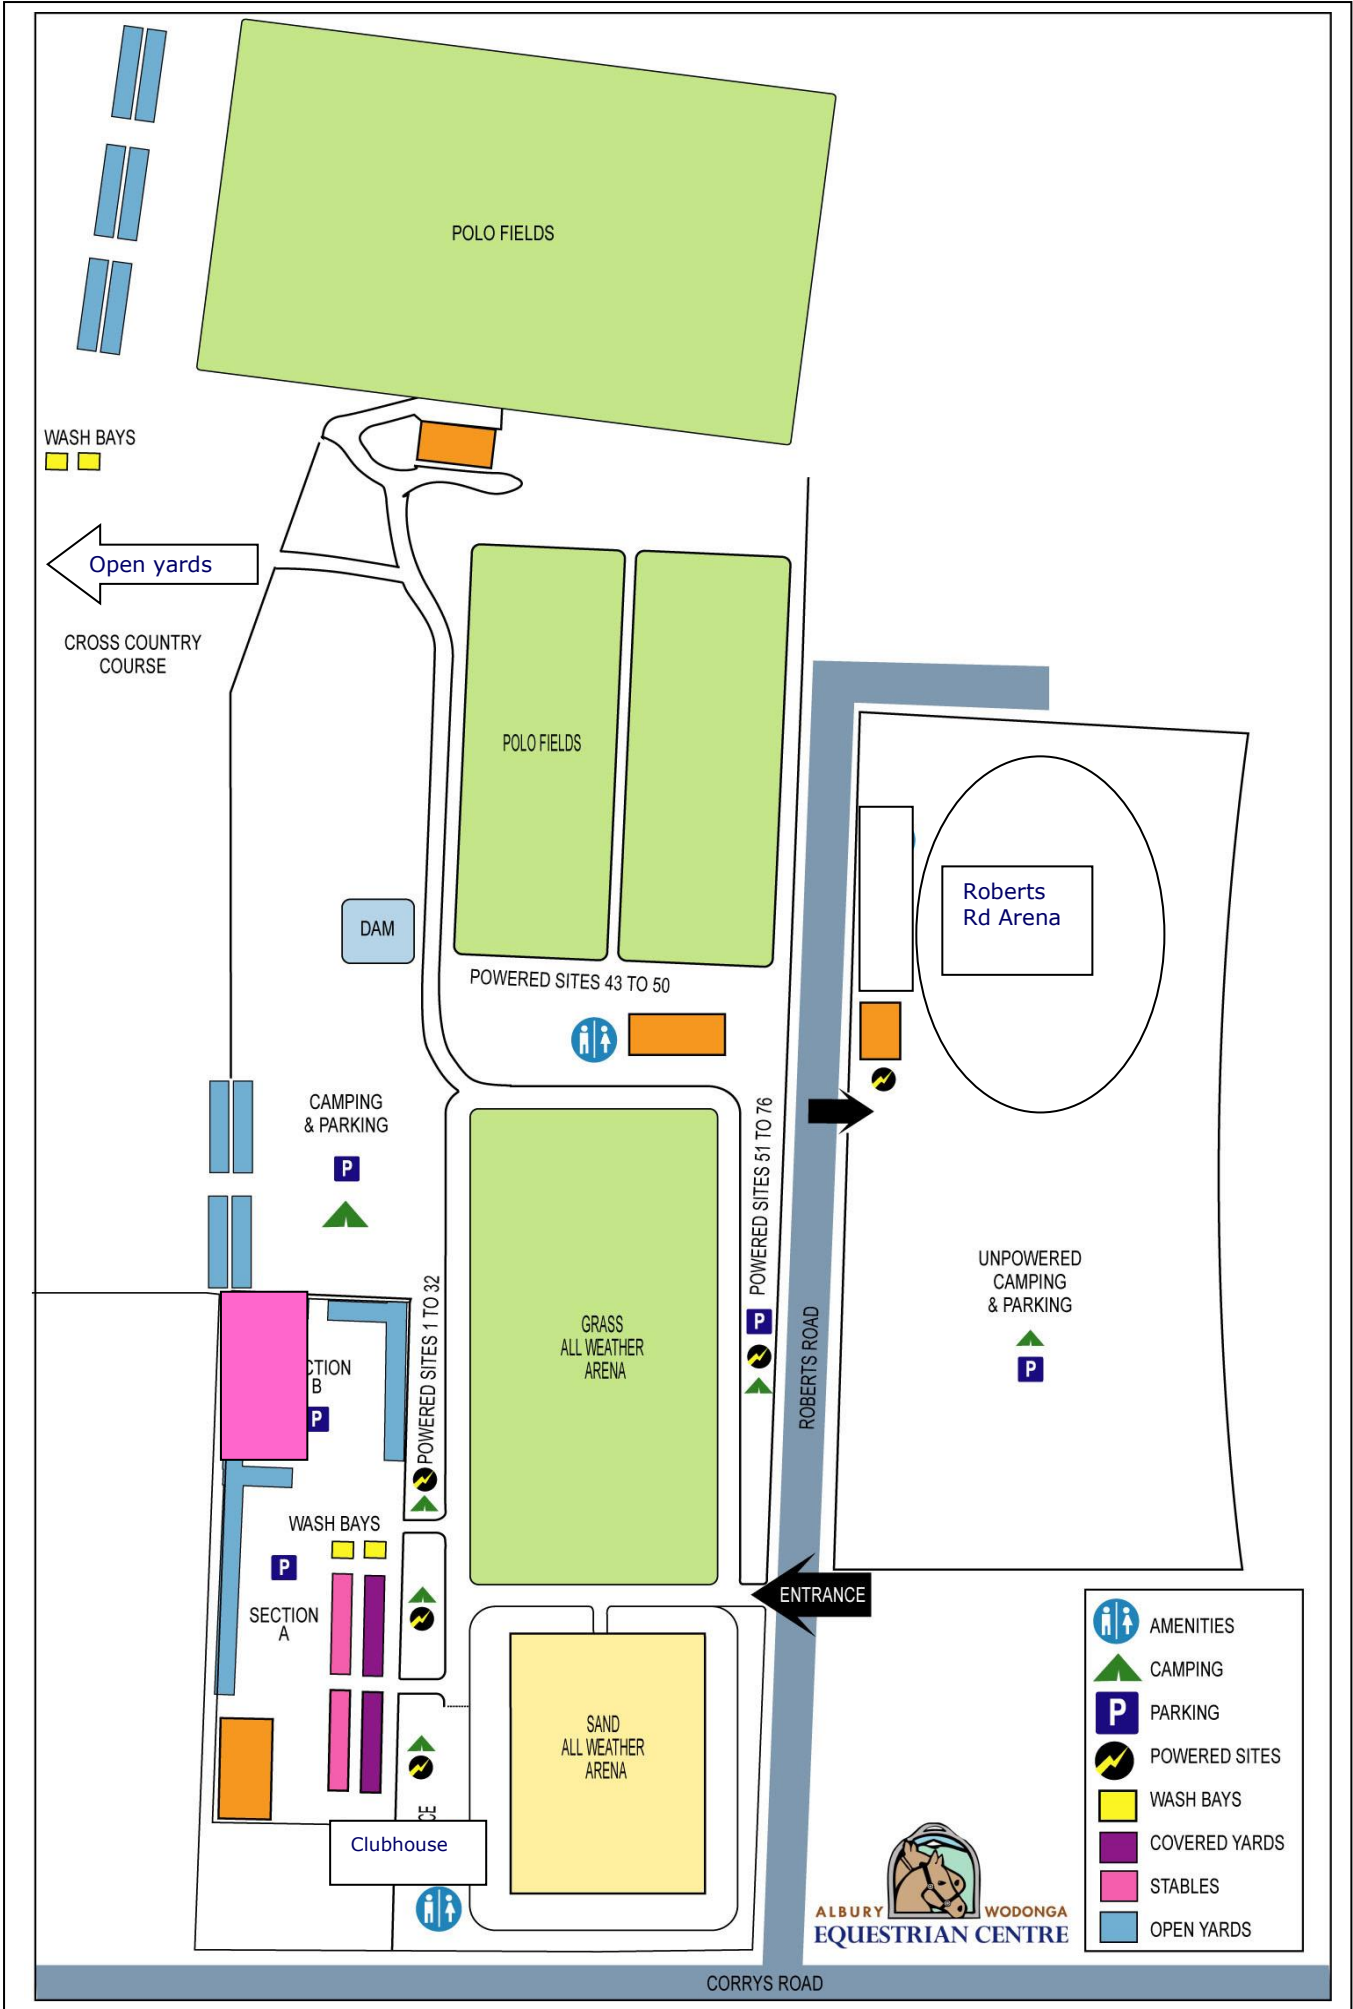 POLO FIELDS
WASH BAYS
Open yards
CROSS COUNTRY
COURSE
POLO FIELDS
Roberts
Rd Arena
DAM
POWERED SITES 43 TO 50
CAMPING
& PARKING
P
POWERED SITES 51 TO 76
UNPOWERED
CAMPING
& PARKING
P
POWERED SITES 1 TO 32
GRASS
ALL WEATHER
ARENA
P
ROBERTS ROAD
CTION
B
P
WASH BAYS
P
SECTION
A
ENTRANCE
SAND
ALL WEATHER
ARENA
CE
Clubhouse
AMENITIES
CAMPING
P PARKING
POWERED SITES
WASH BAYS
COVERED YARDS
STABLES
OPEN YARDS
ALBURY WODONGA
EQUESTRIAN CENTRE
CORRYS ROAD